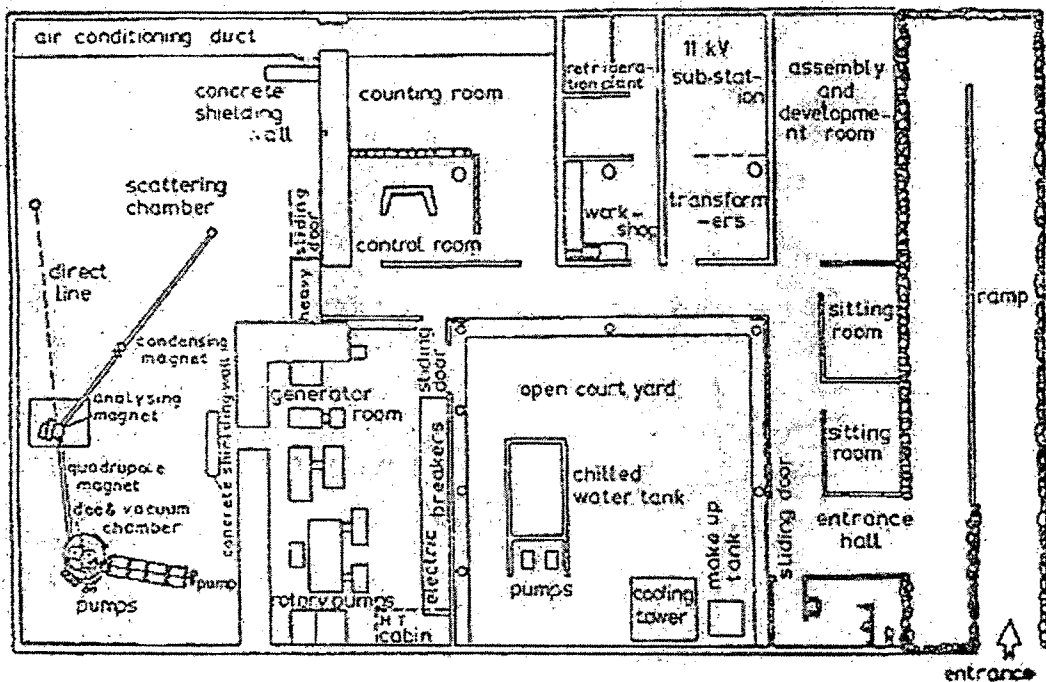 air conditioning duct
concrete
shielding
wall
counting room
refrigera-
tion plant
11 kV
sub-stat-
ion
assembly
and
developme-
nt room
scattering
chamber
sliding
door
heavy
control room
work-
shop
transform-
ers
direct
line
ramp
sitting
room
condensing
magnet
analysing
magnet
concrete shielding wall
generator
room
sliding
door
open court yard
sitting
room
quadrupole
magnet
dee & vacuum
chamber
electric breakers
chilled
water tank
make up
tank
sliding door
entrance
hall
pump
pumps
rotary pumps
H T
cabin
pumps
cooling
tower
entrance